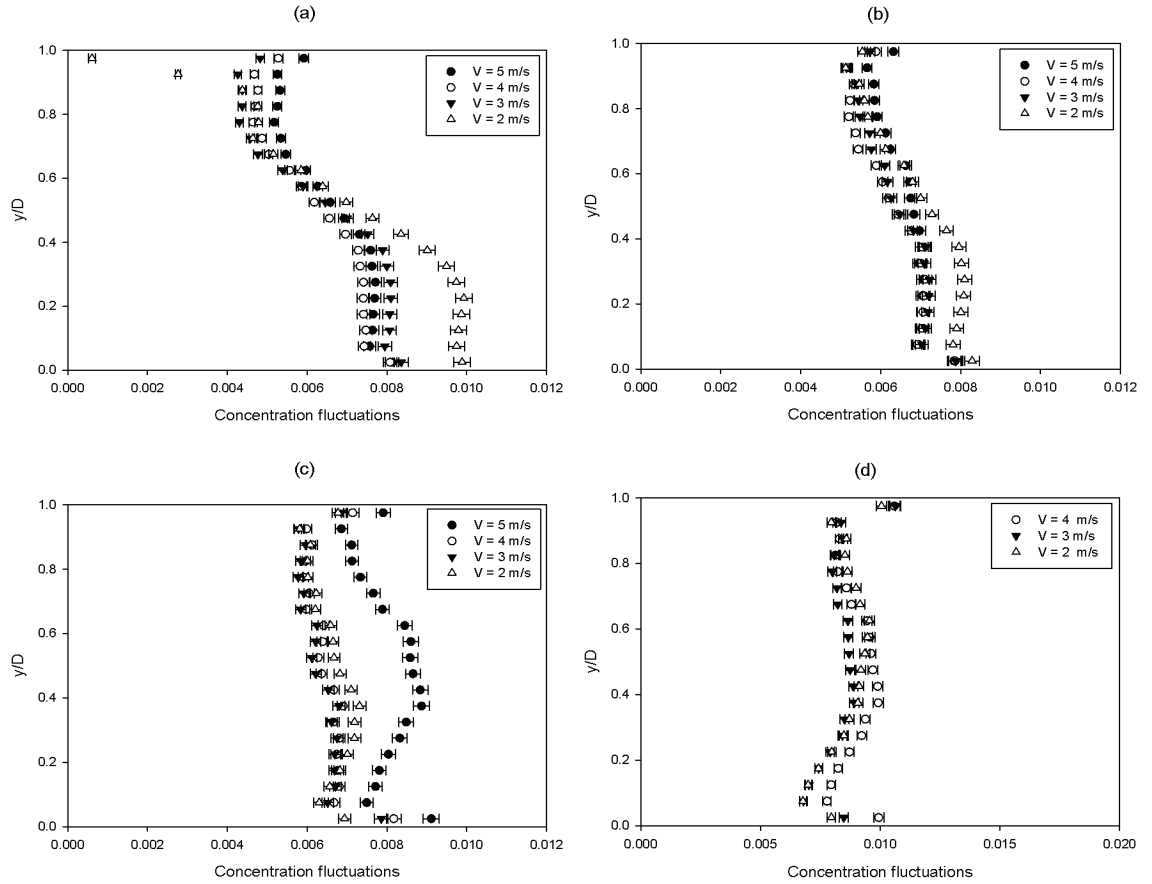 (a)
1.0
0.8
0.6
0.4
0.2
0.0
y/D
V = 5 m/s
V = 4 m/s
V = 3 m/s
V = 2 m/s
0.000 0.002 0.004 0.006 0.008 0.010 0.012
Concentration fluctuations
(b)
1.0
0.8
0.6
0.4
0.2
0.0
y/D
V = 5 m/s
V = 4 m/s
V = 3 m/s
V = 2 m/s
0.000 0.002 0.004 0.006 0.008 0.010 0.012
Concentration fluctuations
(c)
1.0
0.8
0.6
0.4
0.2
0.0
y/D
V = 5 m/s
V = 4 m/s
V = 3 m/s
V = 2 m/s
0.000 0.002 0.004 0.006 0.008 0.010 0.012
Concentration fluctuations
(d)
1.0
0.8
0.6
0.4
0.2
0.0
y/D
V = 4 m/s
V = 3 m/s
V = 2 m/s
0.000 0.005 0.010 0.015 0.020
Concentration fluctuations